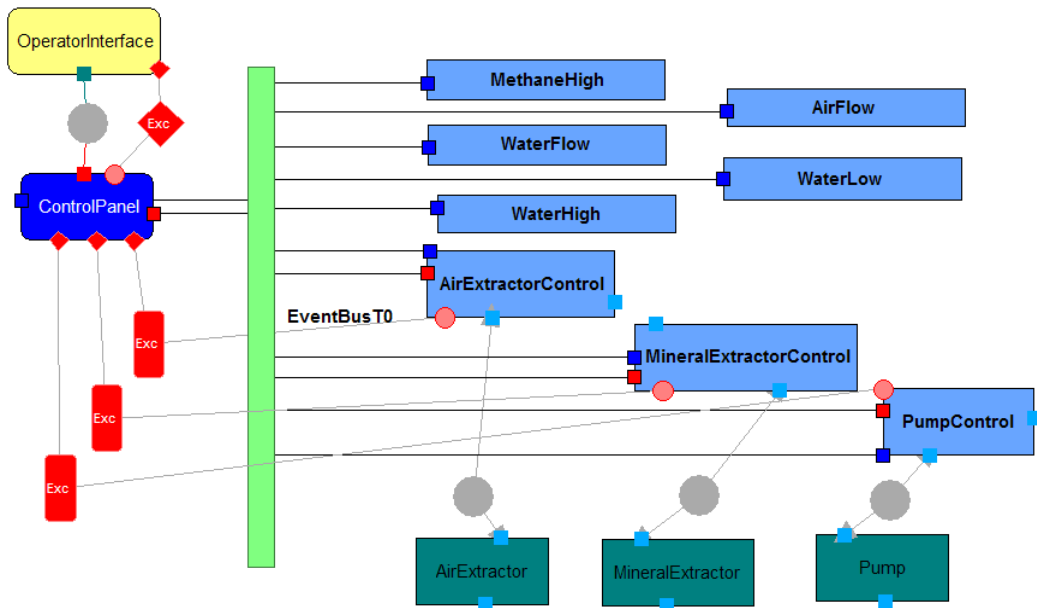 OperatorInterface
MethaneHigh
AirFlow
Exc
WaterFlow
WaterLow
ControlPanel
WaterHigh
AirExtractorControl
EventBusT0
Exc
MineralExtractorControl
Exc
PumpControl
Exc
AirExtractor
MineralExtractor
Pump